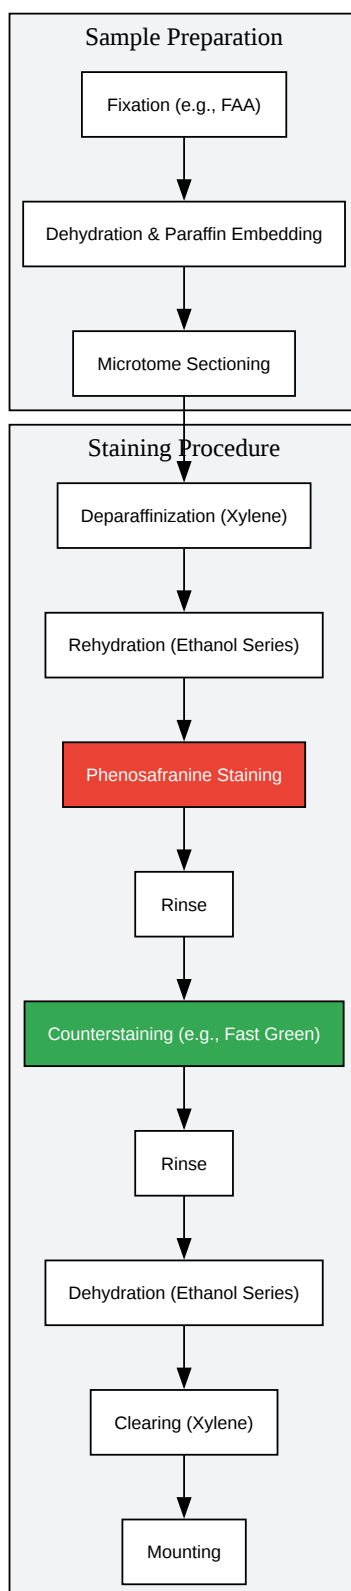 Sample Preparation
Fixation (e.g., FAA)
Dehydration & Paraffin Embedding
Microtome Sectioning
Staining Procedure
Deparaffinization (Xylene)
Rehydration (Ethanol Series)
Phenosafranine Staining
Rinse
Counterstaining (e.g., Fast Green)
Rinse
Dehydration (Ethanol Series)
Clearing (Xylene)
Mounting